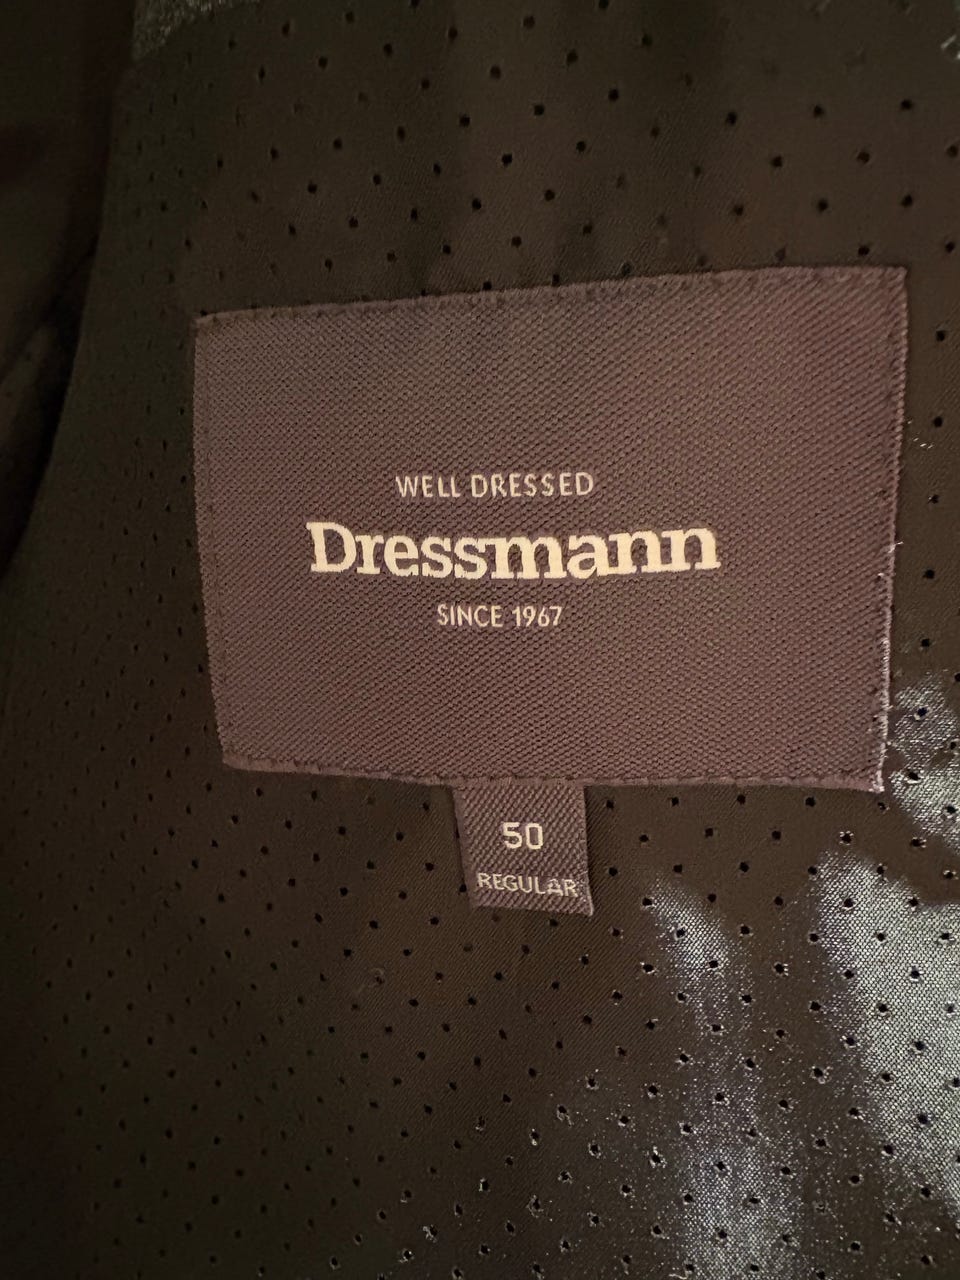 WELL DRESSED
Dressmann
SINCE 1967
50
REGULAR